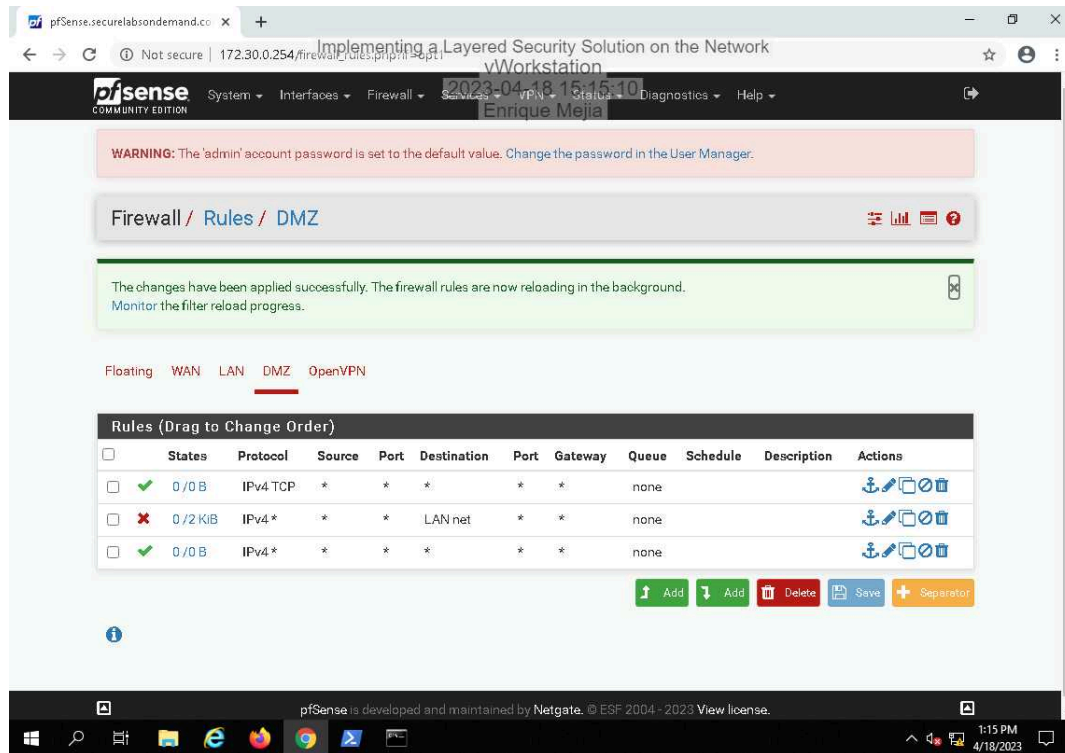 pfSense.securelabsondemand.co
Not secure | 172.30.0.254/firewall_rules.php?if=opt1
Implementing a Layered Security Solution on the Network
vWorkstation
2023-04-18 15:15:10
Enrique Mejia
pfsense
COMMUNITY EDITION
System Interfaces Firewall Services VPN Status Diagnostics Help
WARNING: The 'admin' account password is set to the default value. Change the password in the User Manager.
Firewall / Rules / DMZ
The changes have been applied successfully. The firewall rules are now reloading in the background.
Monitor the filter reload progress.
Floating WAN LAN DMZ OpenVPN
Rules (Drag to Change Order)
States Protocol Source Port Destination Port Gateway Queue Schedule Description Actions
0 / 0 B IPv4 TCP * * * * * none
0 / 2 KiB IPv4 * * * LAN net * * none
0 / 0 B IPv4 * * * * * * none
Add Add Delete Save Separator
pfSense is developed and maintained by Netgate. © ESF 2004 - 2023 View license.
1:15 PM
4/18/2023